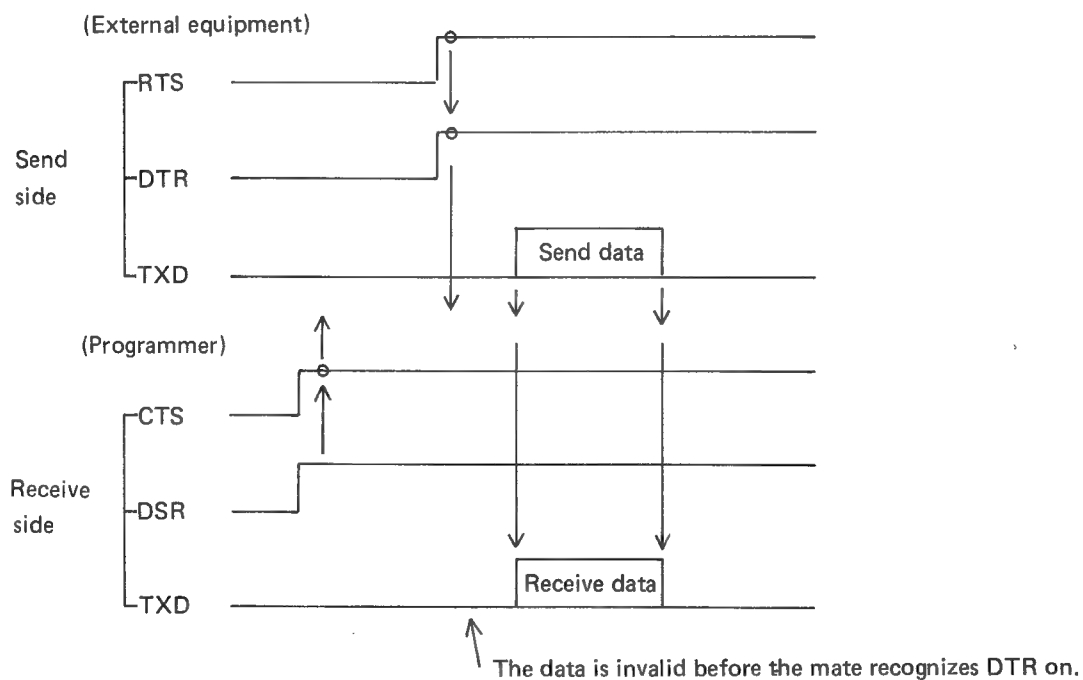 (External equipment)
RTS
Send
side
DTR
Send data
TXD
(Programmer)
CTS
Receive
side
DSR
Receive data
TXD
The data is invalid before the mate recognizes DTR on.